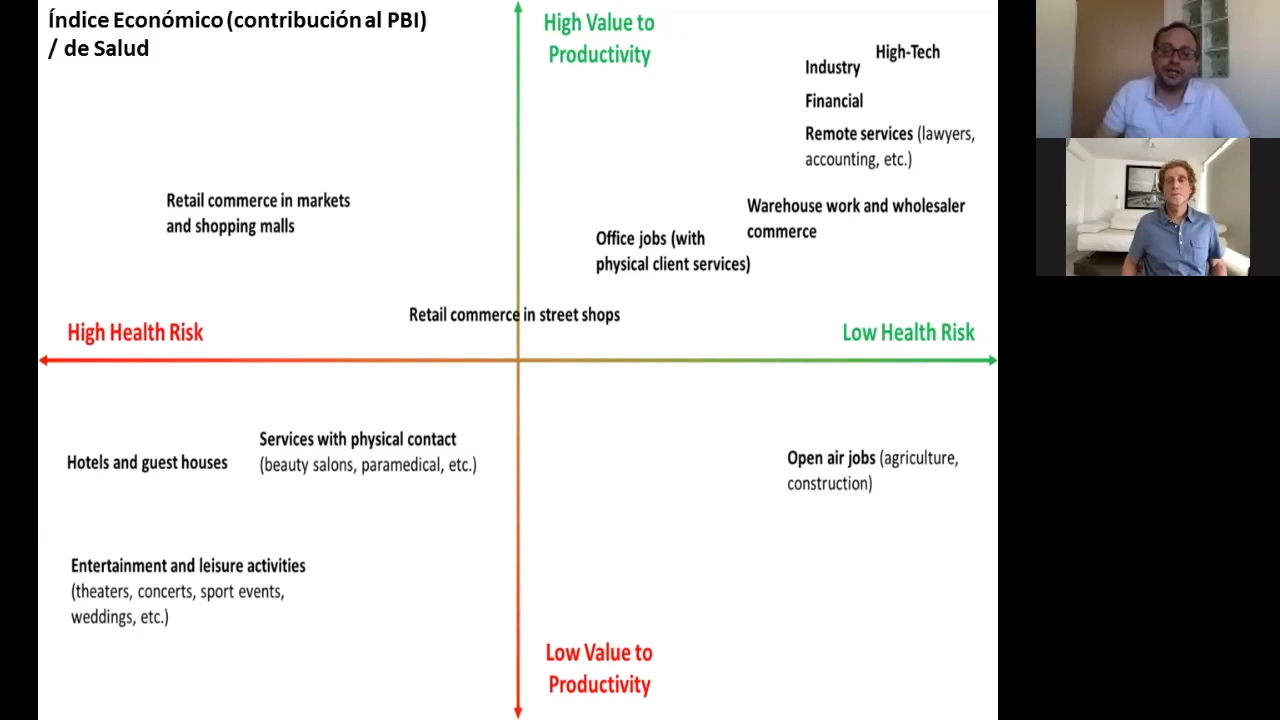 Índice Económico (contribución al PBI)
/ de Salud
High Value to
Productivity
High-Tech
Industry
Financial
Remote services (lawyers,
accounting, etc.)
Retail commerce in markets
and shopping malls
Warehouse work and wholesaler
commerce
Office jobs (with
physical client services)
Retail commerce in street shops
High Health Risk
Low Health Risk
Services with physical contact
(beauty salons, paramedical, etc.)
Hotels and guest houses
Open air jobs (agriculture,
construction)
Entertainment and leisure activities
(theaters, concerts, sport events,
weddings, etc.)
Low Value to
Productivity